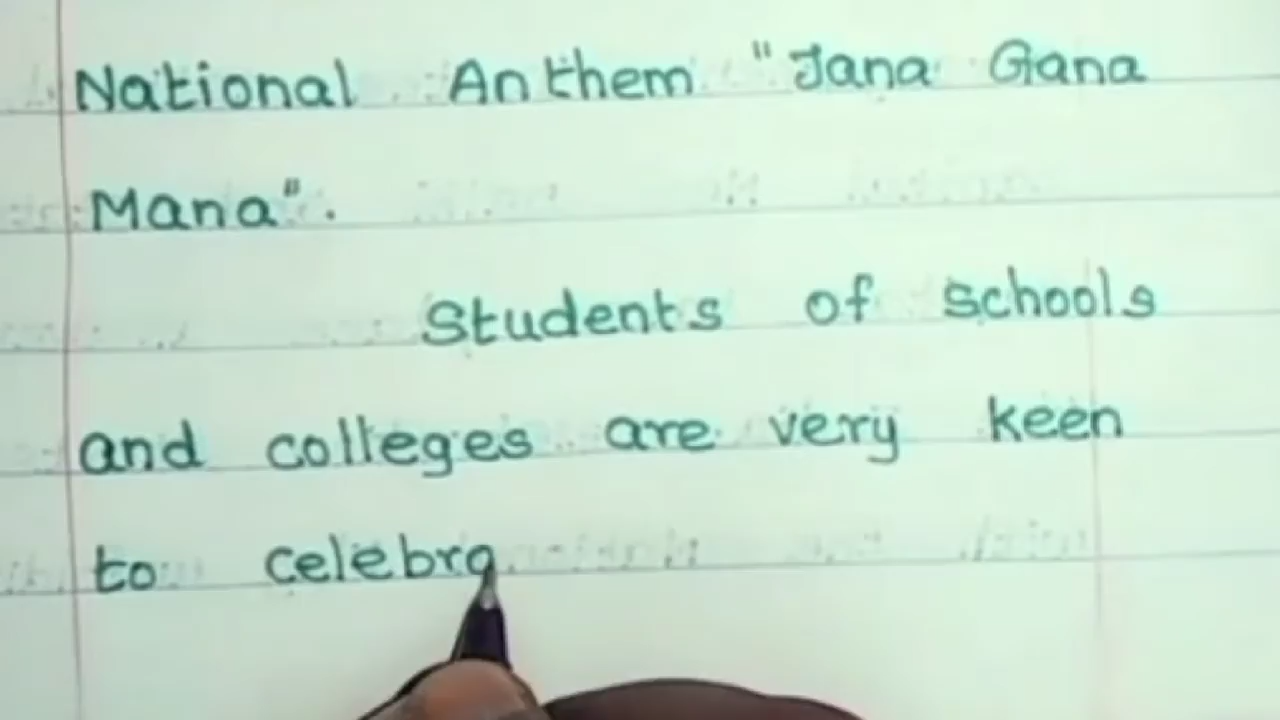 National Anthem "Jana Gana
Mana".
Students of schools
and colleges are very keen
to celebra